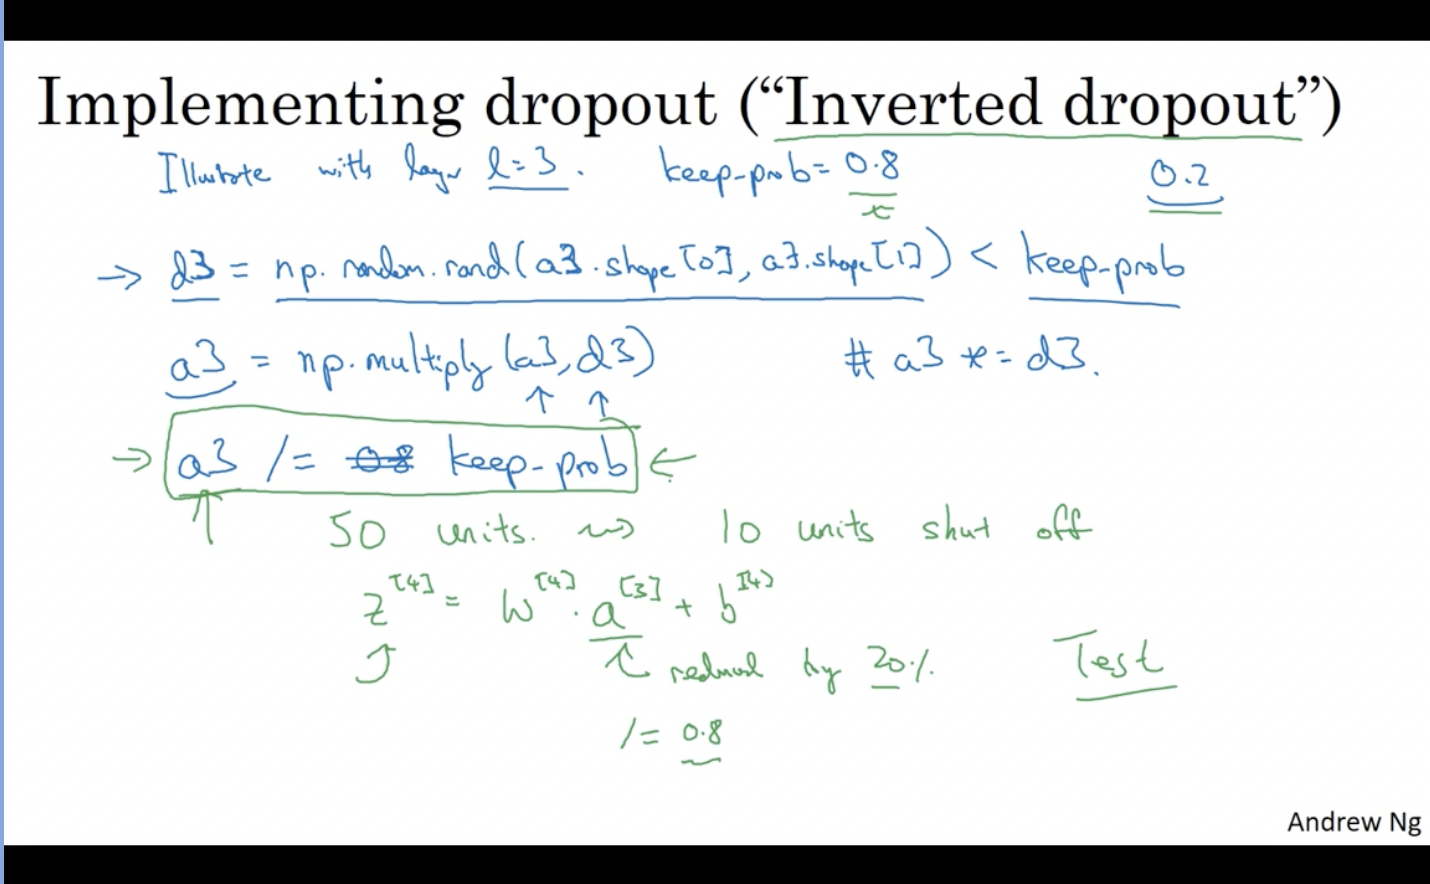 Implementing dropout (“Inverted dropout”)
Illustrate with layer l=3. keep-prob= 0.8 0.2
→ d3 = np.random.rand(a3.shape[0], a3.shape[1]) < keep-prob
a3 = np.multiply(a3,d3) # a3 *= d3.
↑ ↑
→ a3 /= 0.8 keep-prob ←
↑ 50 units. ⇝ 10 units shut off
z[4] = W[4] · a[3] + b[4]
reduced by 20% Test
/= 0.8
Andrew Ng